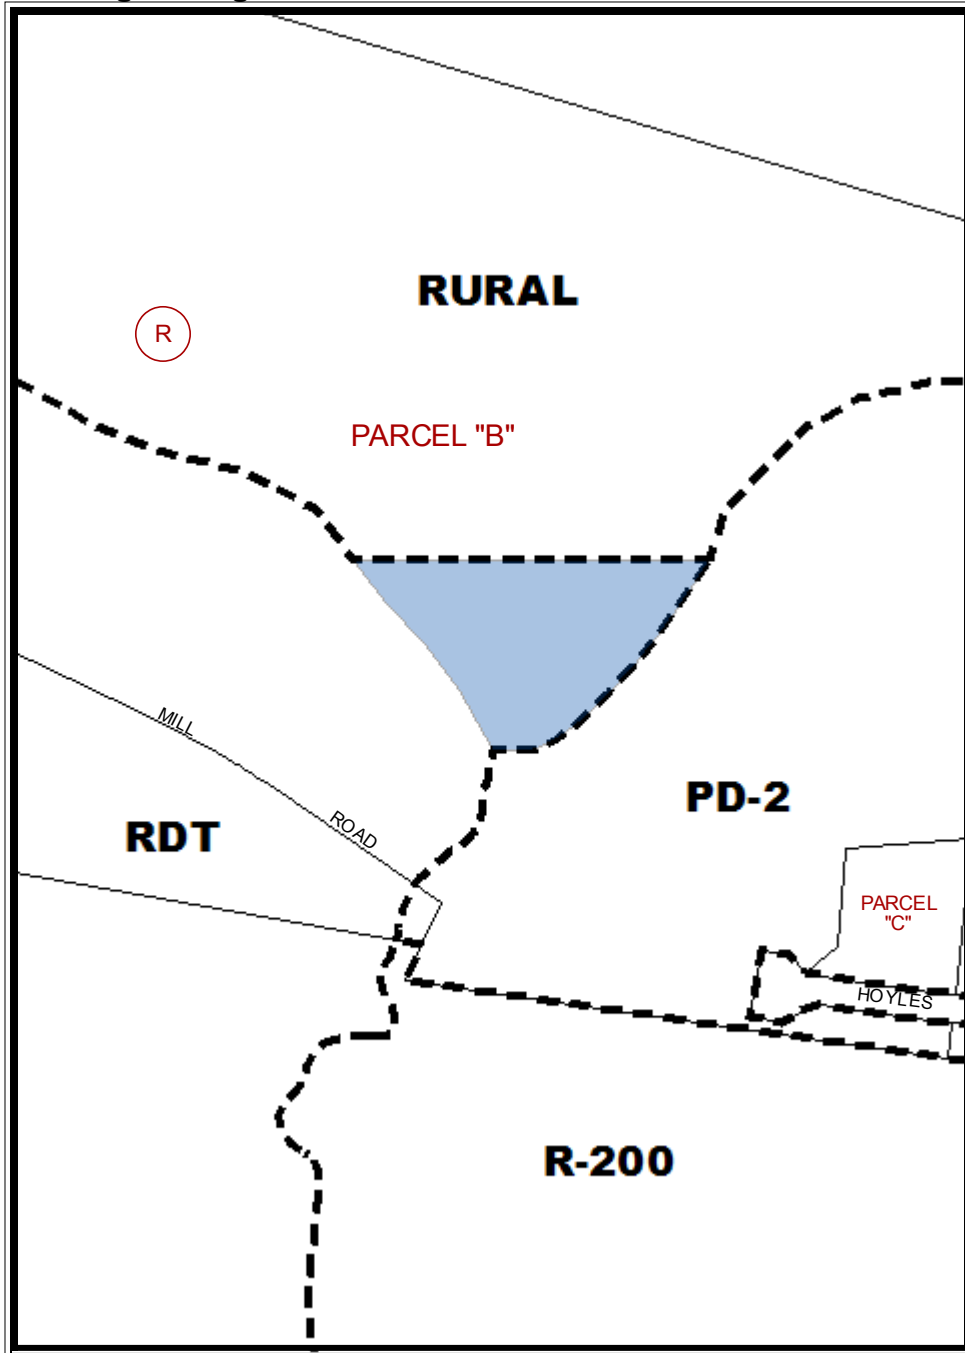 RURAL
R
PARCEL "B"
MILL
ROAD
PD-2
RDT
PARCEL
"C"
HOYLES
R-200